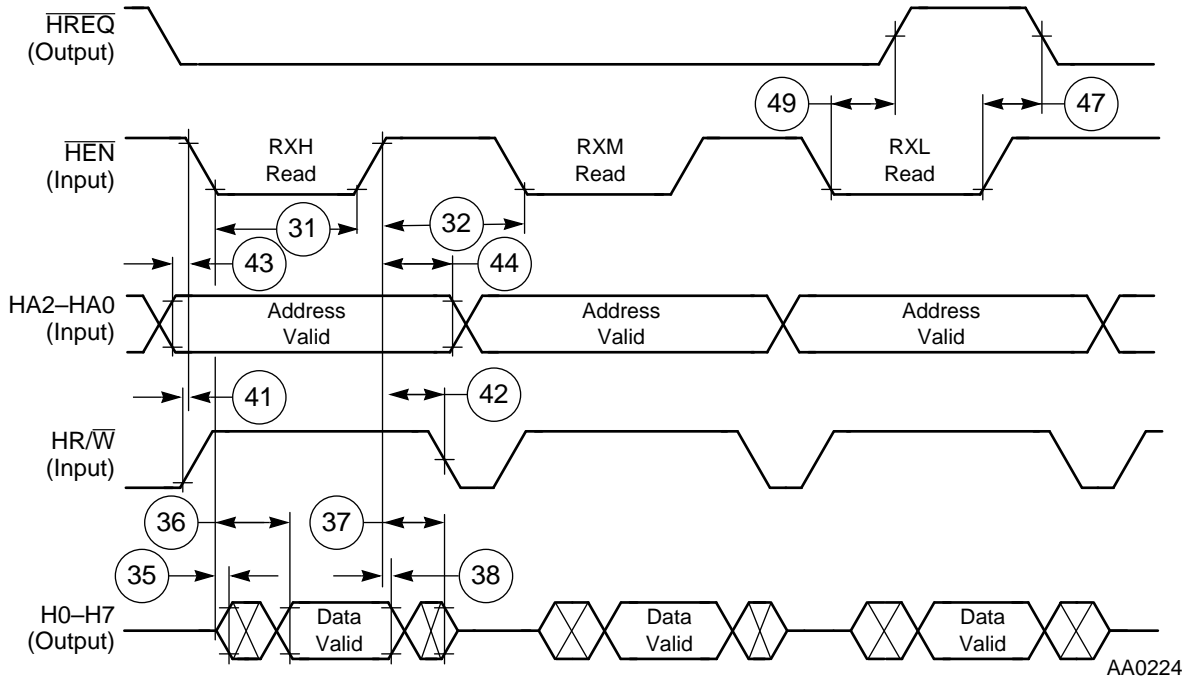 HREQ
(Output)
49
47
HEN
(Input)
RXH
Read
RXM
Read
RXL
Read
31
32
43
44
HA2–HA0
(Input)
Address
Valid
Address
Valid
Address
Valid
41
42
HR/W
(Input)
36
37
35
38
H0–H7
(Output)
Data
Valid
Data
Valid
Data
Valid
AA0224